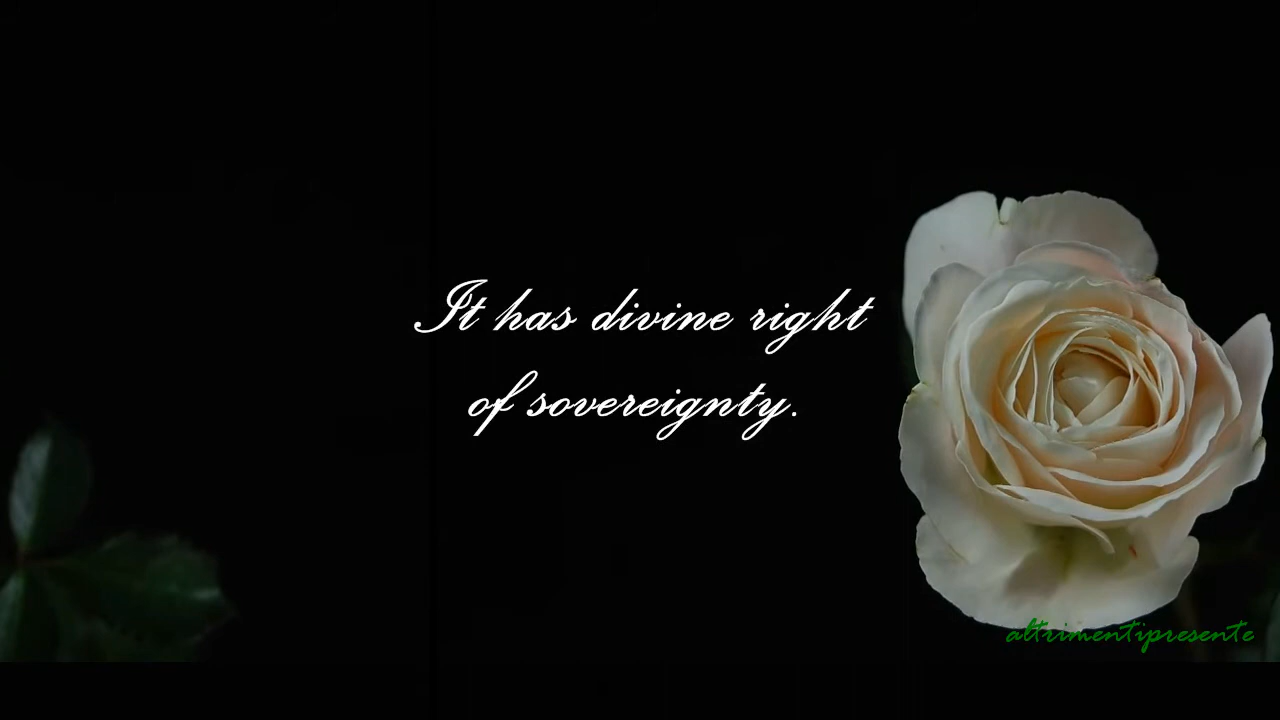 It has divine right
of sovereignty.
altrimentipresente